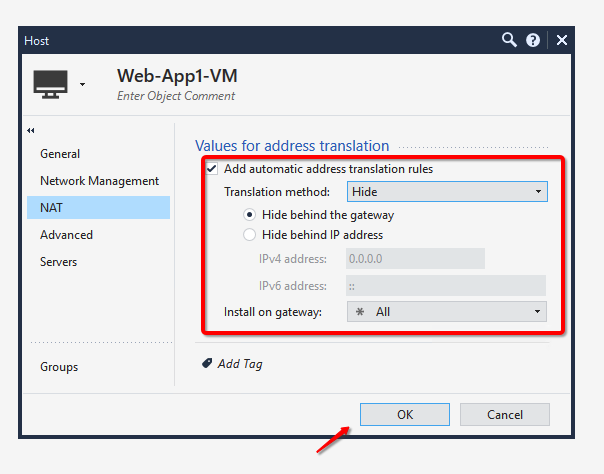 Host
Web-App1-VM
Enter Object Comment
General
Network Management
NAT
Advanced
Servers
Groups
Values for address translation
Add automatic address translation rules
Translation method: Hide
Hide behind the gateway
Hide behind IP address
IPv4 address: 0.0.0.0
IPv6 address: ::
Install on gateway: * All
Add Tag
OK Cancel